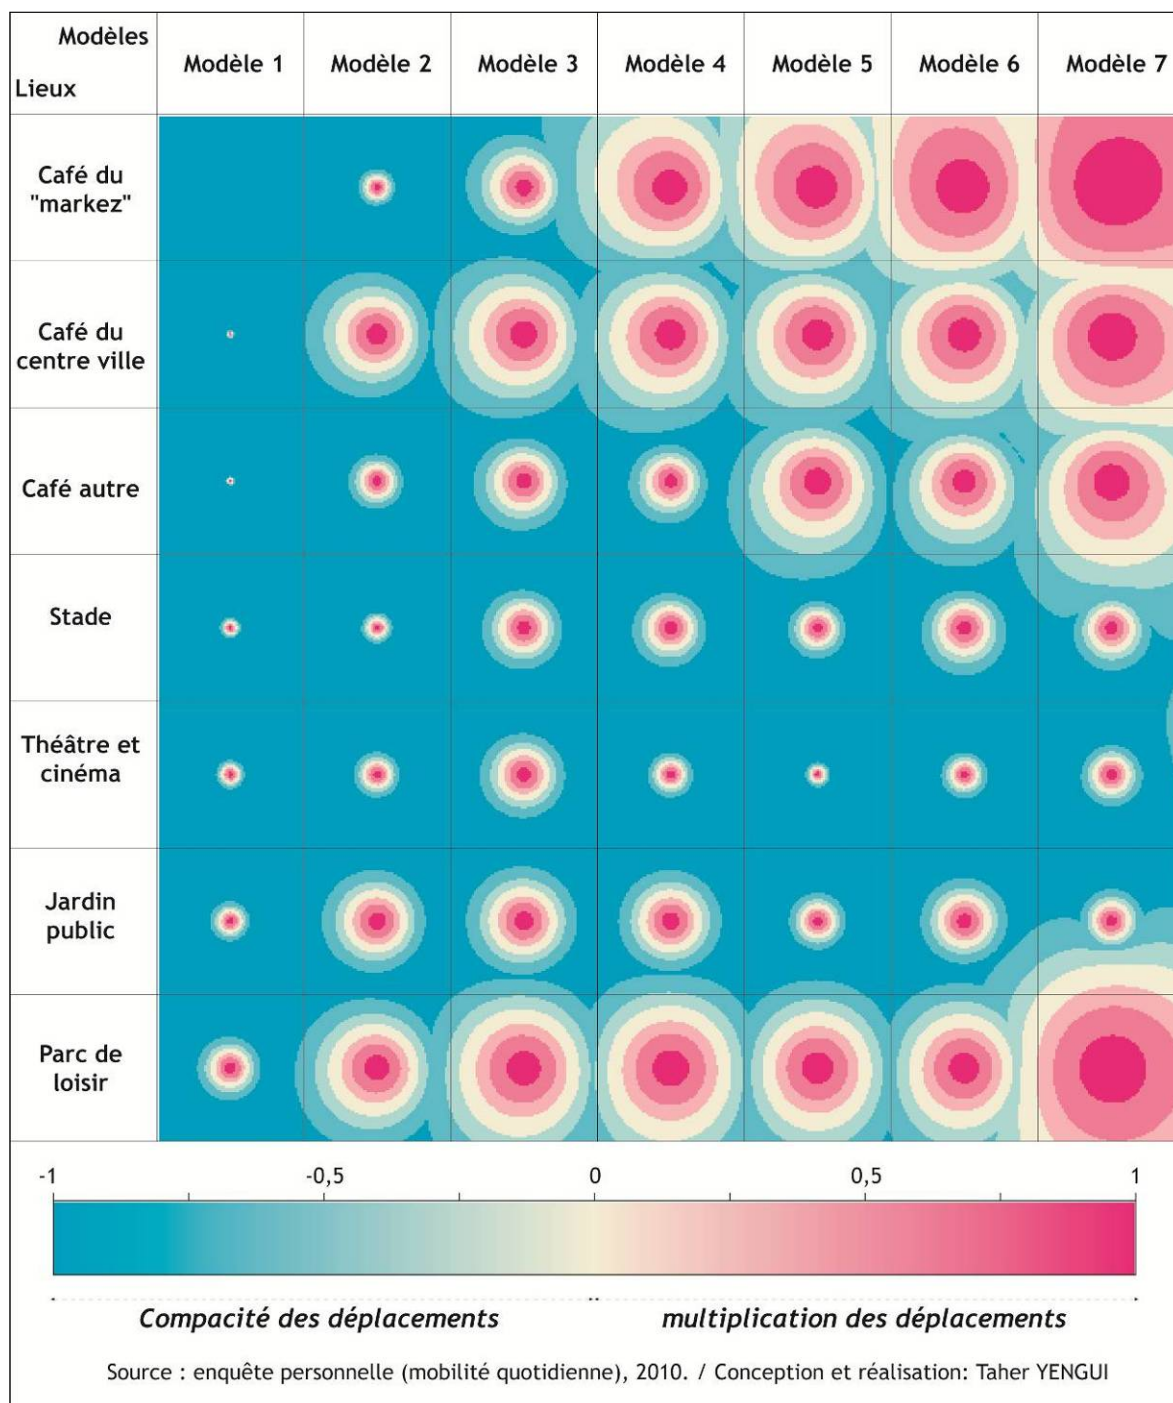 Modèles
Lieux
Modèle 1 Modèle 2 Modèle 3 Modèle 4 Modèle 5 Modèle 6 Modèle 7
Café du
"markez"
Café du
centre ville
Café autre
Stade
Théâtre et
cinéma
Jardin
public
Parc de
loisir
-1 -0,5 0 0,5 1
Compacité des déplacements multiplication des déplacements
Source : enquête personnelle (mobilité quotidienne), 2010. / Conception et réalisation: Taher YENGUI